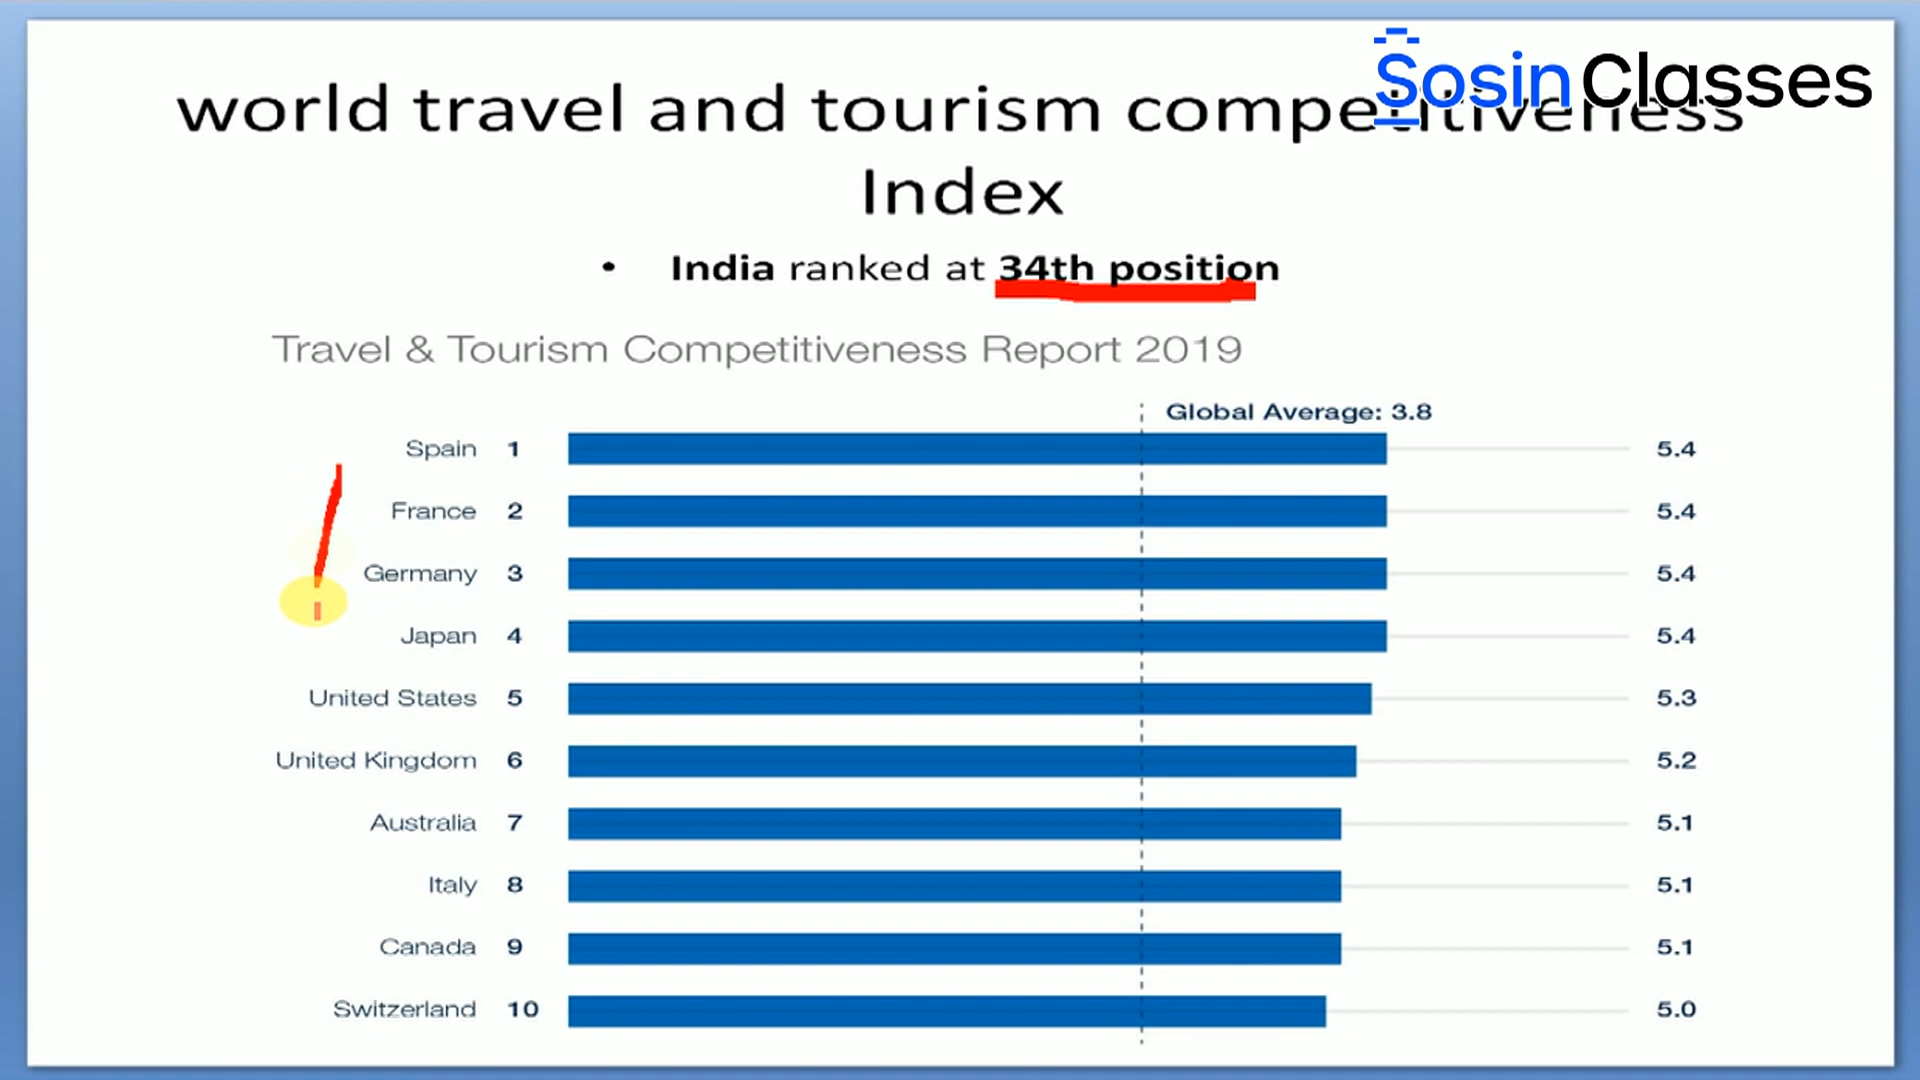 Sosin Classes
world travel and tourism competitiveness
Index
• India ranked at 34th position
Travel & Tourism Competitiveness Report 2019
Global Average: 3.8
Spain 1 5.4
France 2 5.4
Germany 3 5.4
Japan 4 5.4
United States 5 5.3
United Kingdom 6 5.2
Australia 7 5.1
Italy 8 5.1
Canada 9 5.1
Switzerland 10 5.0